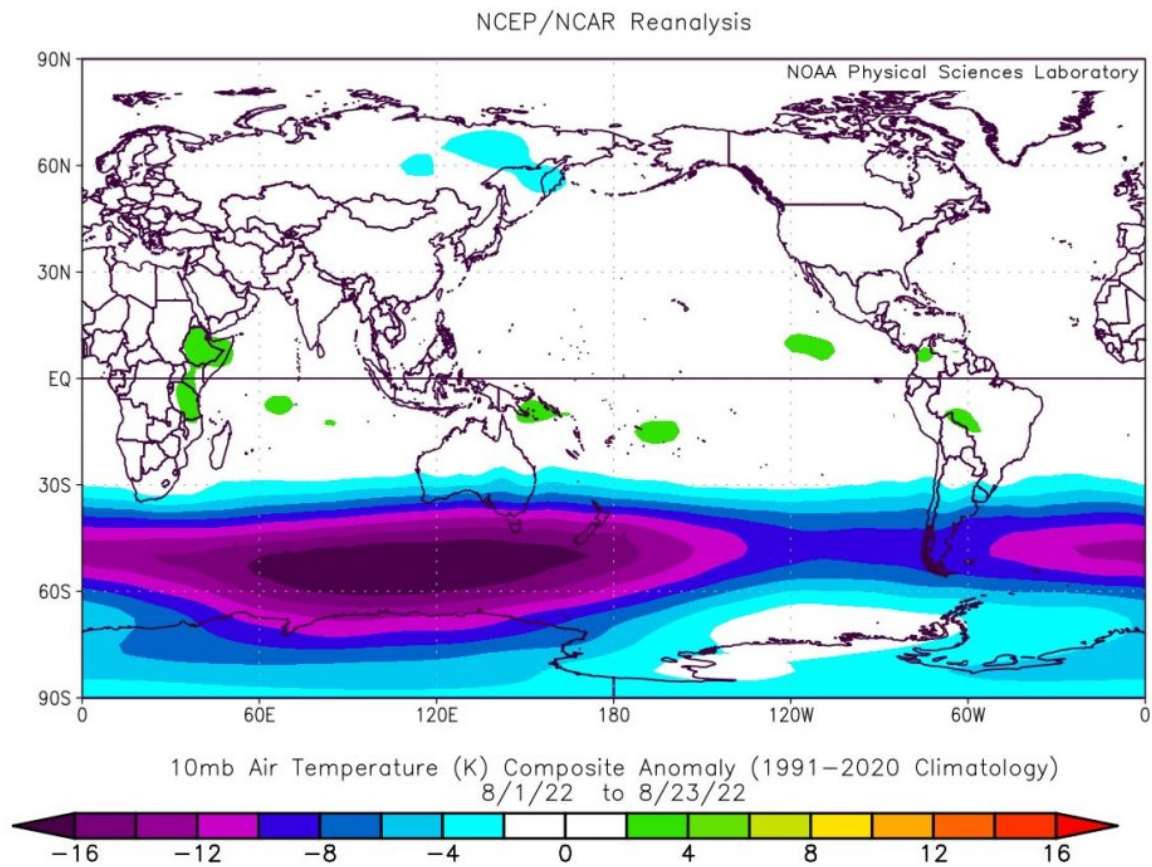 NCEP/NCAR Reanalysis
90N
NOAA Physical Sciences Laboratory
60N
30N
EQ
30S
60S
90S
0 60E 120E 180 120W 60W 0
10mb Air Temperature (K) Composite Anomaly (1991-2020 Climatology)
8/1/22 to 8/23/22
-16 -12 -8 -4 0 4 8 12 16